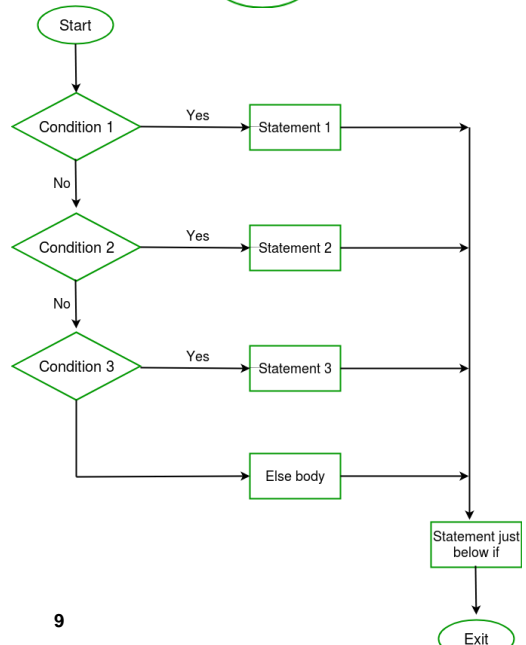 Start
Condition 1
Yes
Statement 1
No
Condition 2
Yes
Statement 2
No
Condition 3
Yes
Statement 3
Else body
Statement just
below if
9
Exit